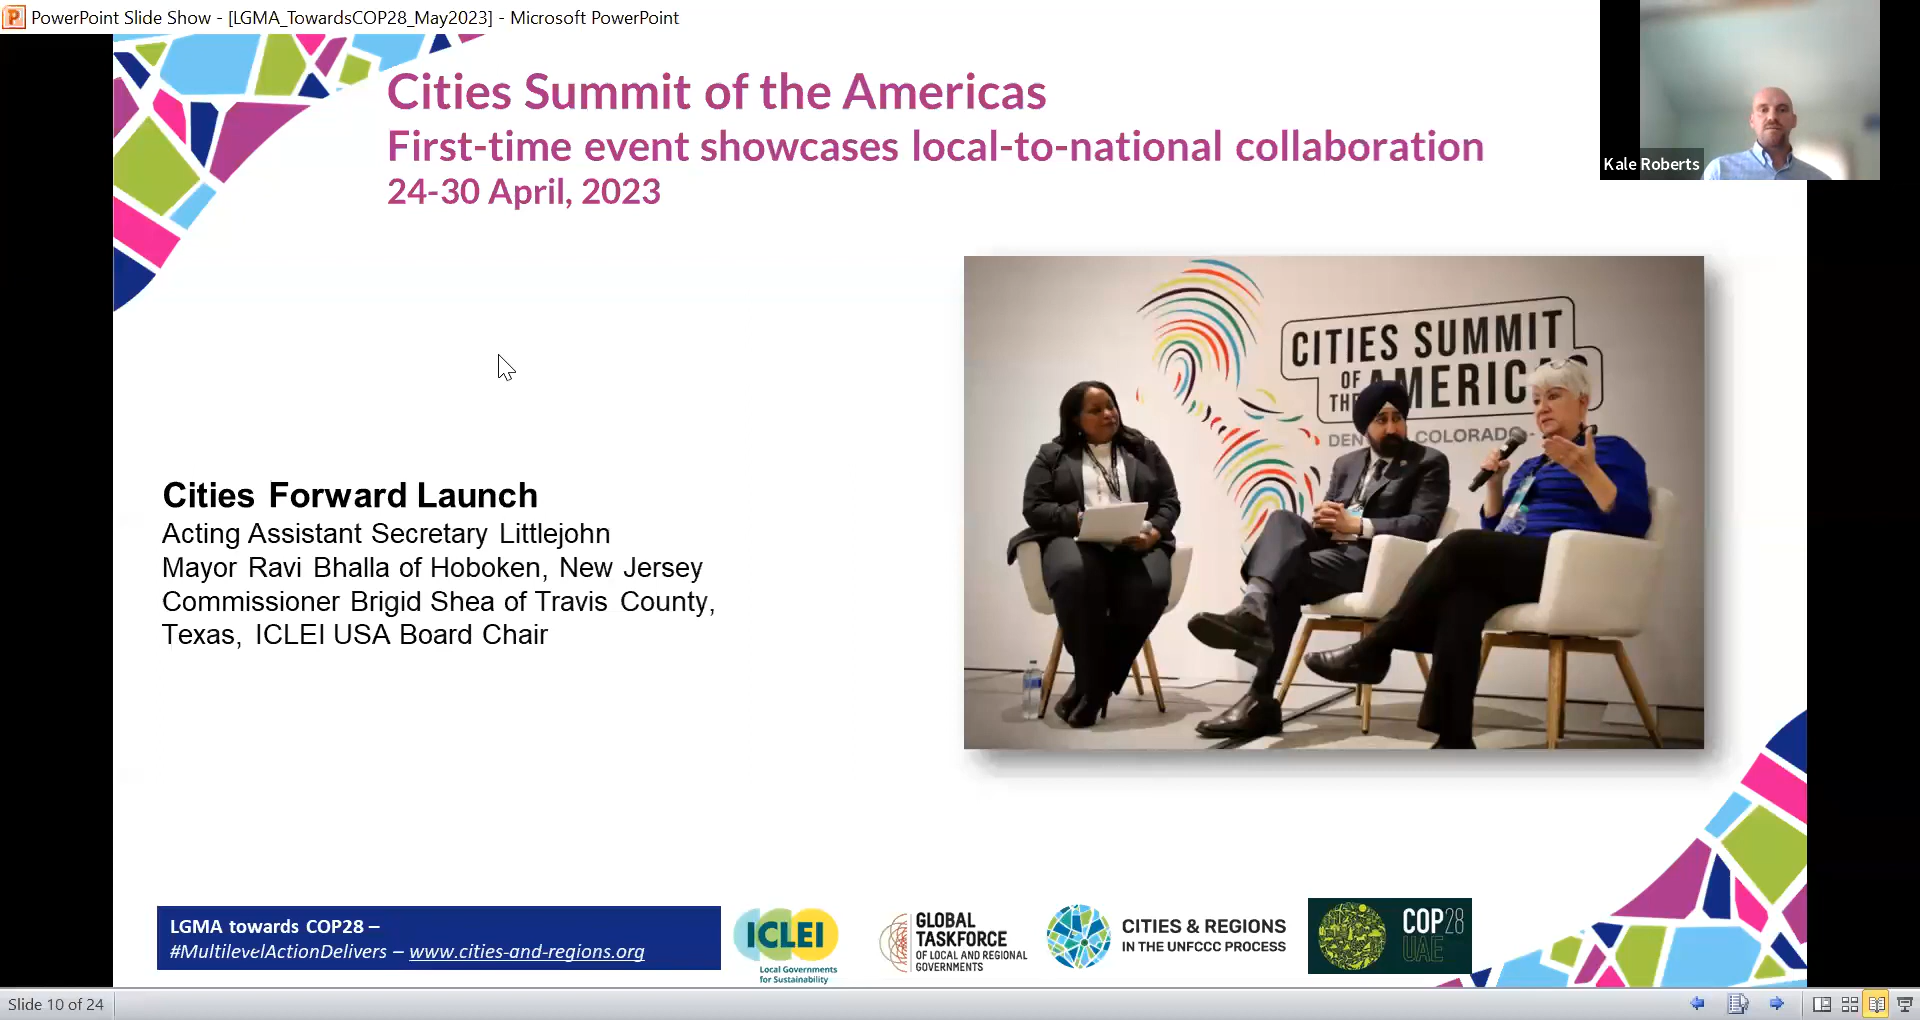 PowerPoint Slide Show - [LGMA_TowardsCOP28_May2023] - Microsoft PowerPoint
Cities Summit of the Americas
First-time event showcases local-to-national collaboration
24-30 April, 2023
Kale Roberts
CITIES SUMMIT
OF THE AMERICAS
COLORADO
Cities Forward Launch
Acting Assistant Secretary Littlejohn
Mayor Ravi Bhalla of Hoboken, New Jersey
Commissioner Brigid Shea of Travis County,
Texas, ICLEI USA Board Chair
LGMA towards COP28 –
#MultilevelActionDelivers – www.cities-and-regions.org
ICLEI
Local Governments
for Sustainability
GLOBAL
TASKFORCE
OF LOCAL AND REGIONAL
GOVERNMENTS
CITIES & REGIONS
IN THE UNFCCC PROCESS
COP28
UAE
Slide 10 of 24